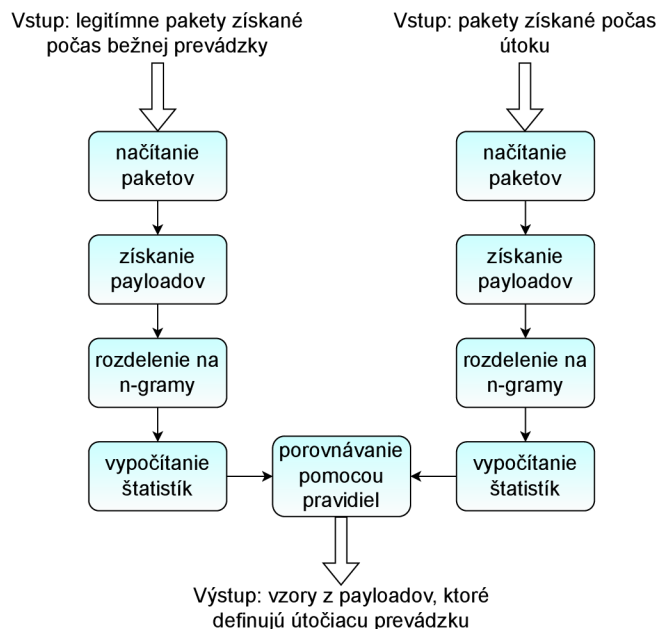 Vstup: legitímne pakety získané
počas bežnej prevádzky
načítanie
paketov
získanie
payloadov
rozdelenie na
n-gramy
vypočítanie
štatistík
Vstup: pakety získané počas
útoku
načítanie
paketov
získanie
payloadov
rozdelenie na
n-gramy
vypočítanie
štatistík
porovnávanie
pomocou
pravidiel
Výstup: vzory z payloadov, ktoré
definujú útočiacu prevádzku